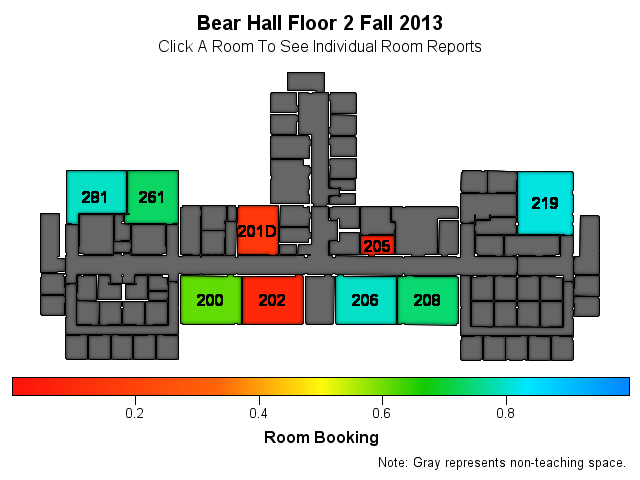 Bear Hall Floor 2 Fall 2013
Click A Room To See Individual Room Reports
281 261 219
201D
205
200 202 206 208
0.2 0.4 0.6 0.8
Room Booking
Note: Gray represents non-teaching space.